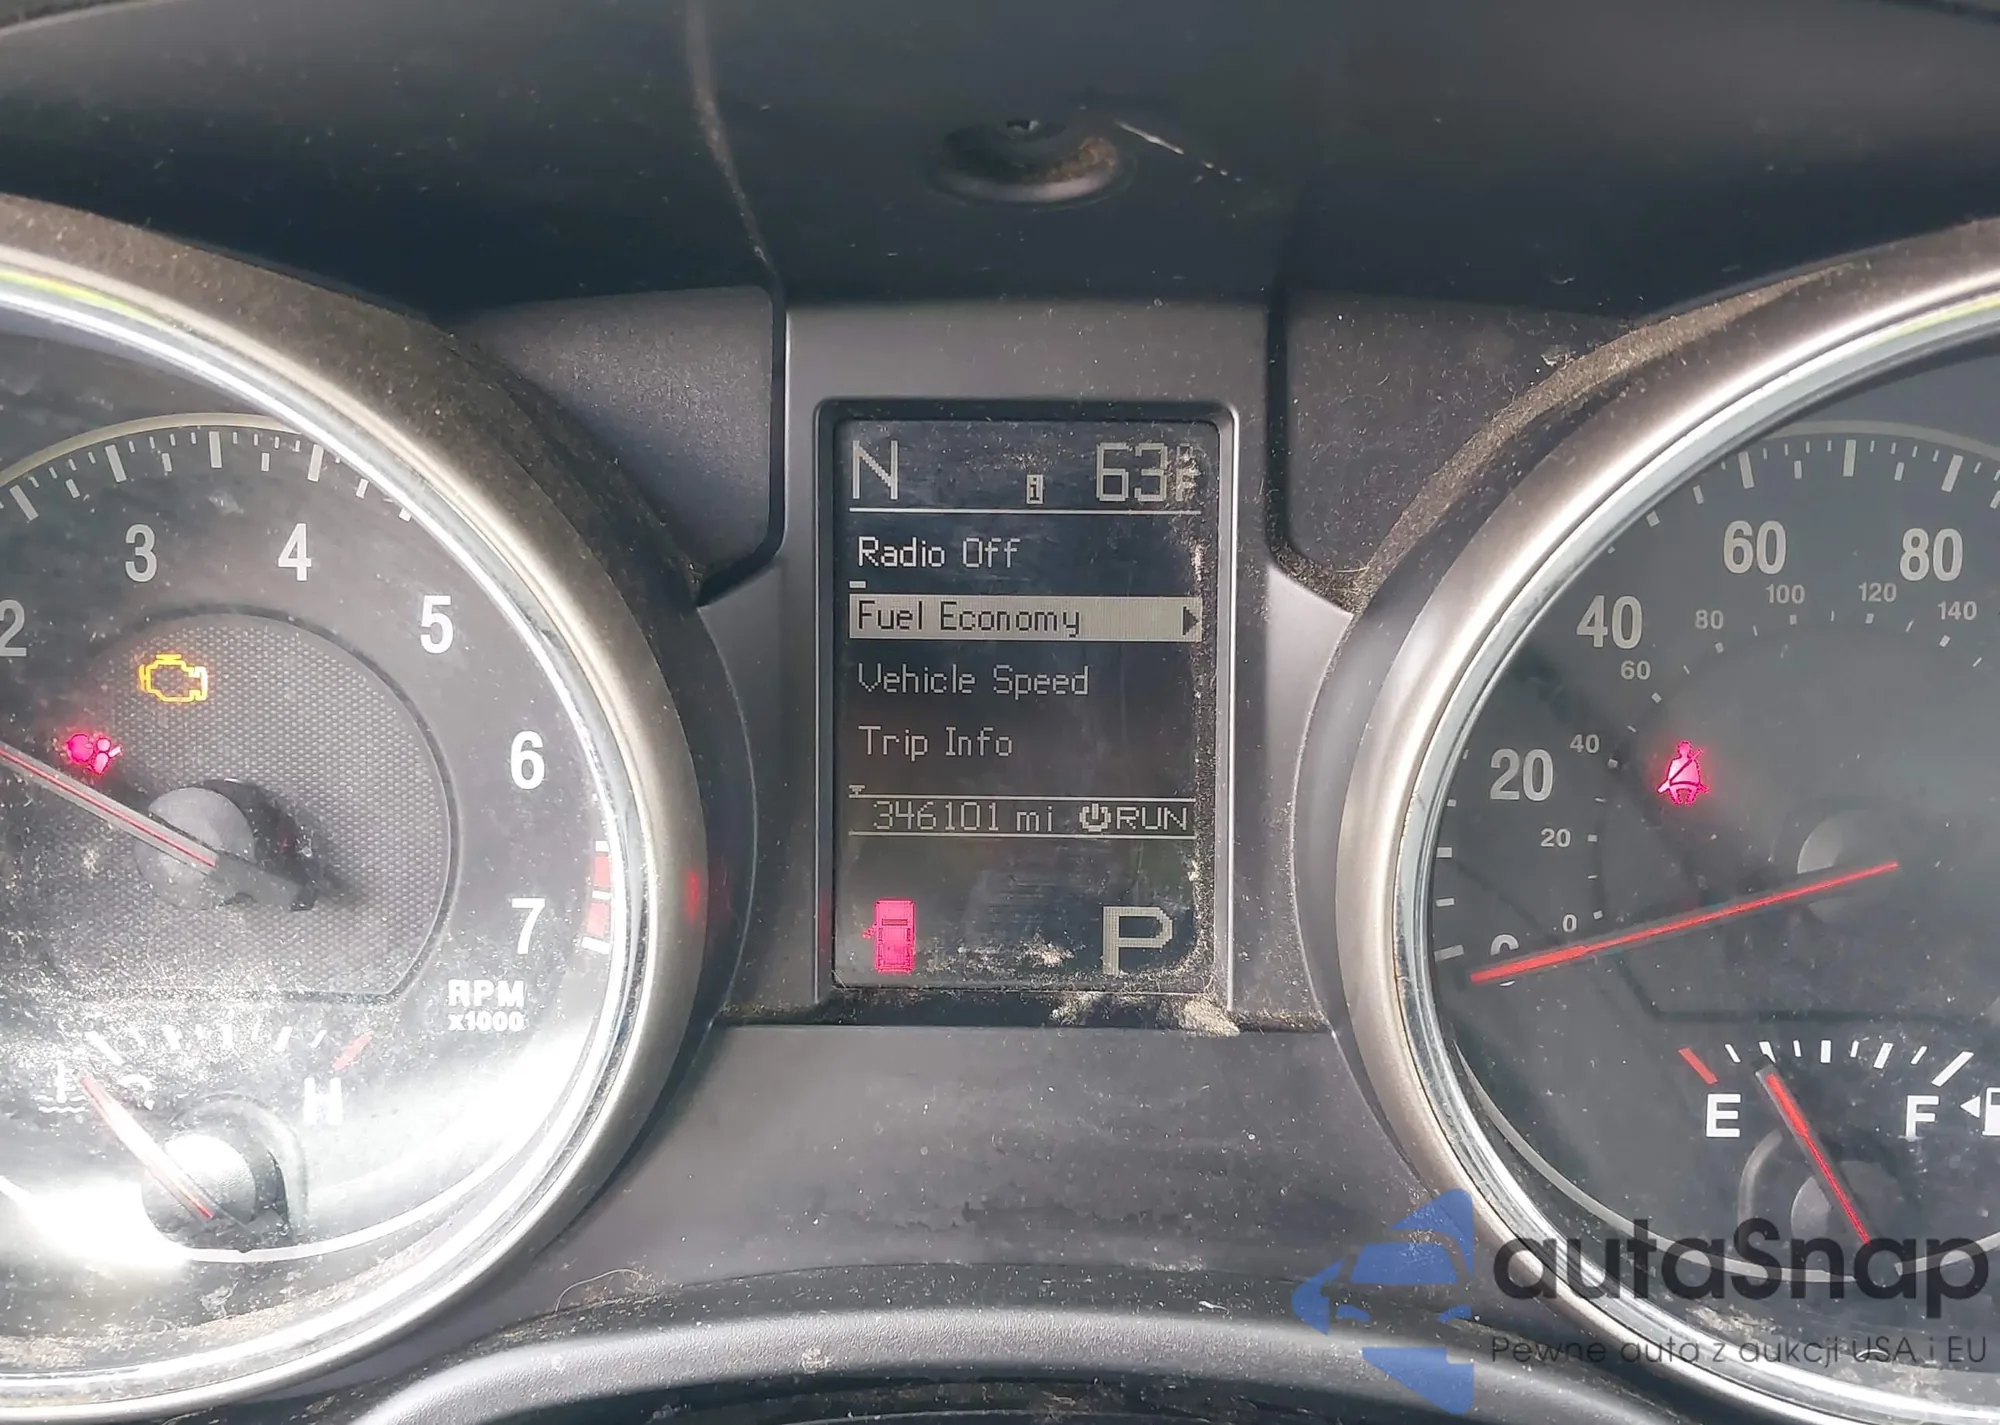 N 63°F
Radio Off
Fuel Economy
Vehicle Speed
Trip Info
346101 mi RUN
P
2 3 4 5 6 7
RPM
x1000
H
0 20 40 60 80
0 20 40 60 80 100 120 140
E F
autaSnap
Pewne auta z aukcji USA i EU